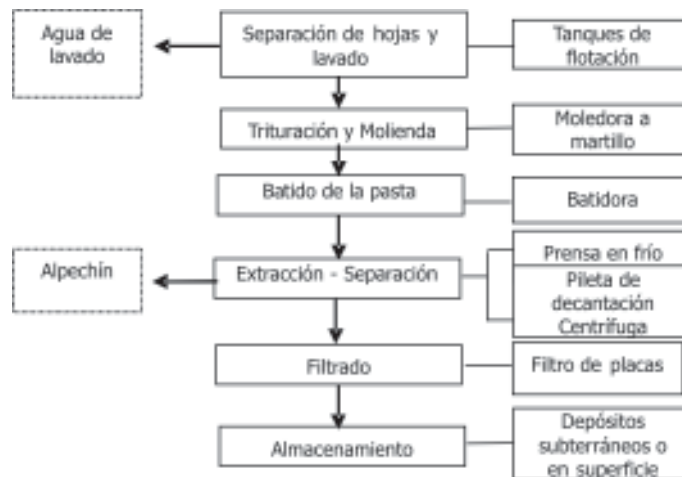 Agua de
lavado
Separación de hojas y
lavado
Tanques de
flotación
Trituración y Molienda
Moledora a
martillo
Batido de la pasta
Batidora
Alpechín
Extracción - Separación
Prensa en frío
Pileta de
decantación
Centrífuga
Filtrado
Filtro de placas
Almacenamiento
Depósitos
subterráneos o
en superficie